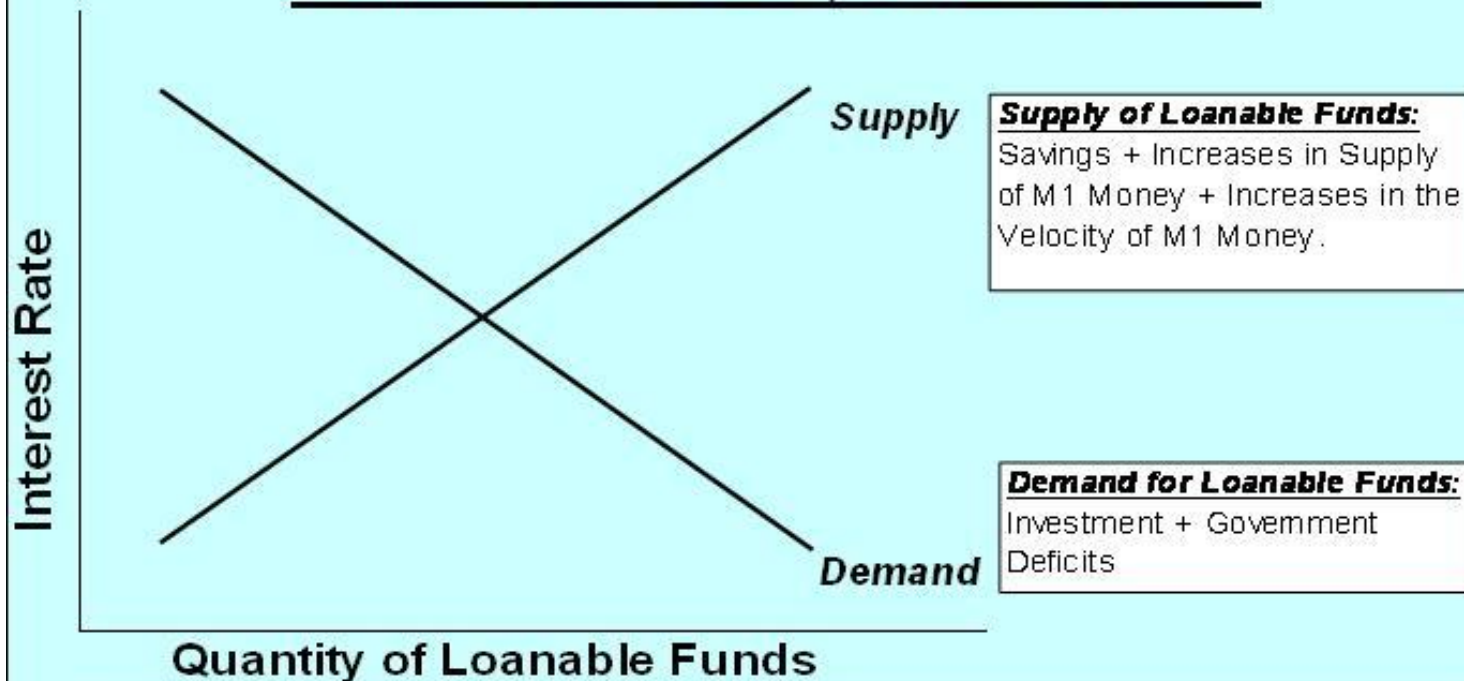 Supply
Supply of Loanable Funds:
Savings + Increases in Supply
of M1 Money + Increases in the
Velocity of M1 Money.
Interest Rate
Demand for Loanable Funds:
Investment + Government
Deficits
Demand
Quantity of Loanable Funds